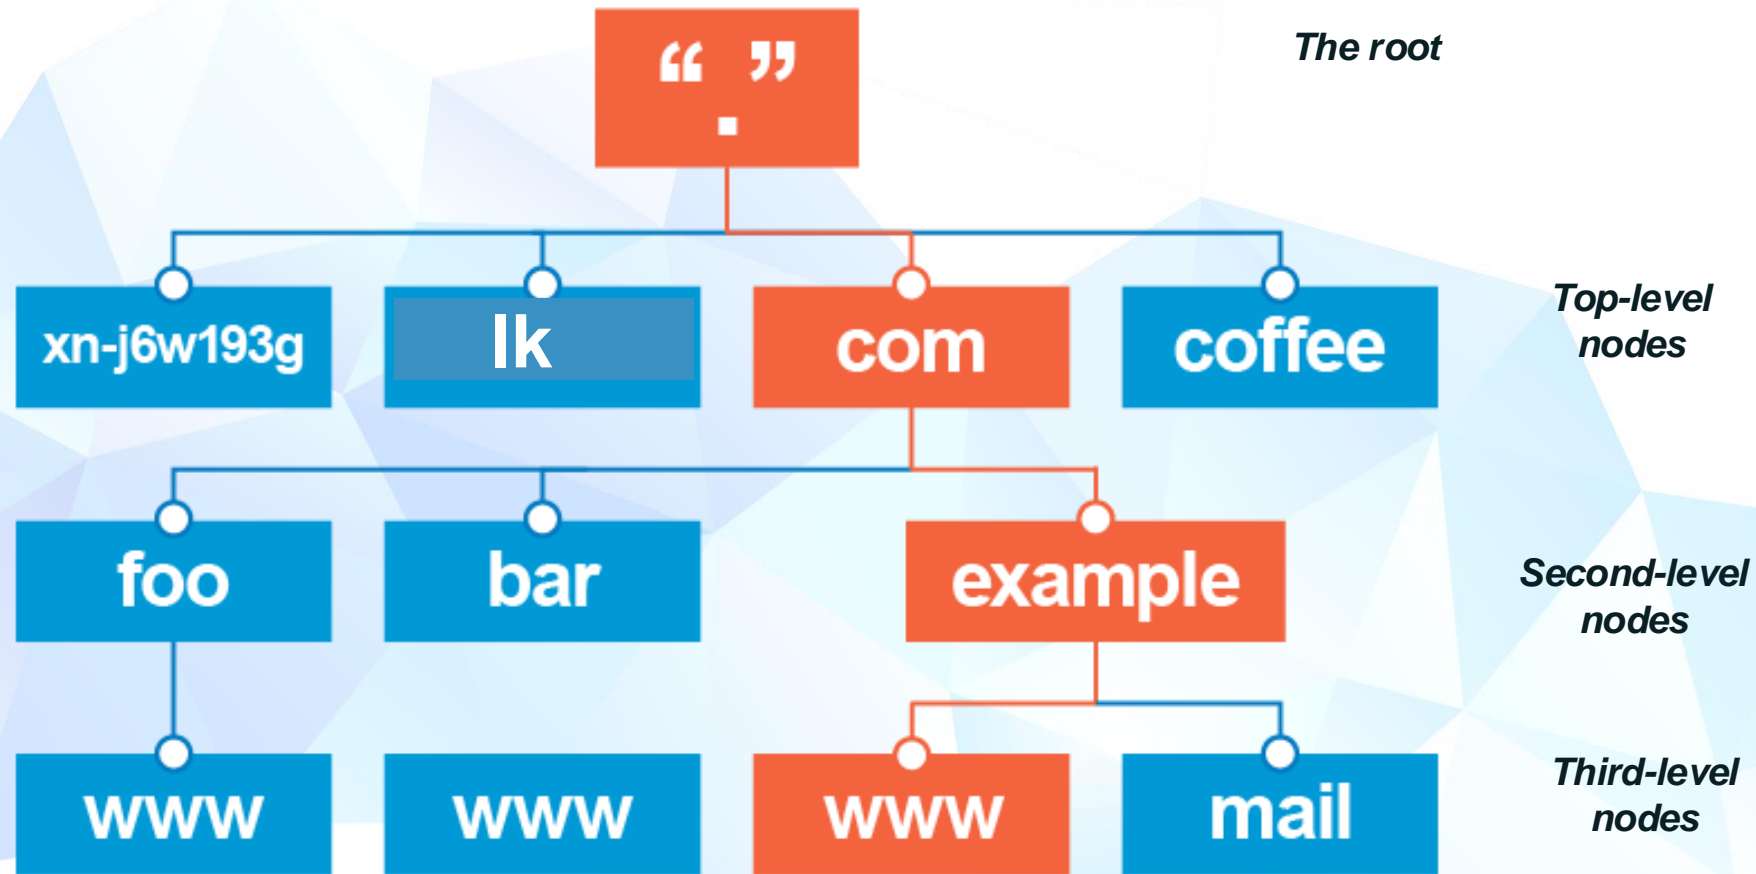 “.”
The root
xn-j6w193g
lk
com
coffee
Top-level
nodes
foo
bar
example
Second-level
nodes
www
www
www
mail
Third-level
nodes